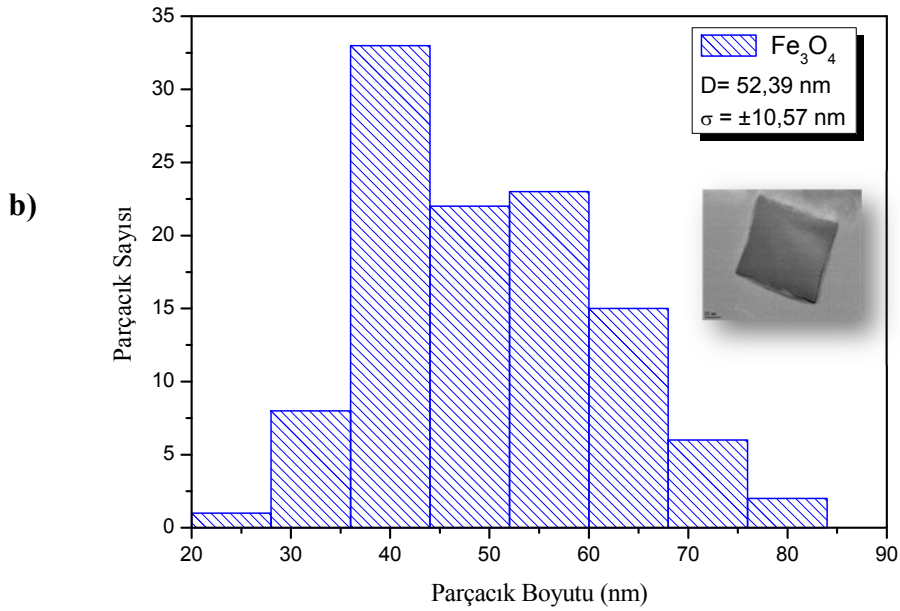 b)
Parçacık Sayısı
35
30
25
20
15
10
5
0
20 30 40 50 60 70 80 90
Parçacık Boyutu (nm)
Fe₃O₄
D= 52,39 nm
σ = ±10,57 nm